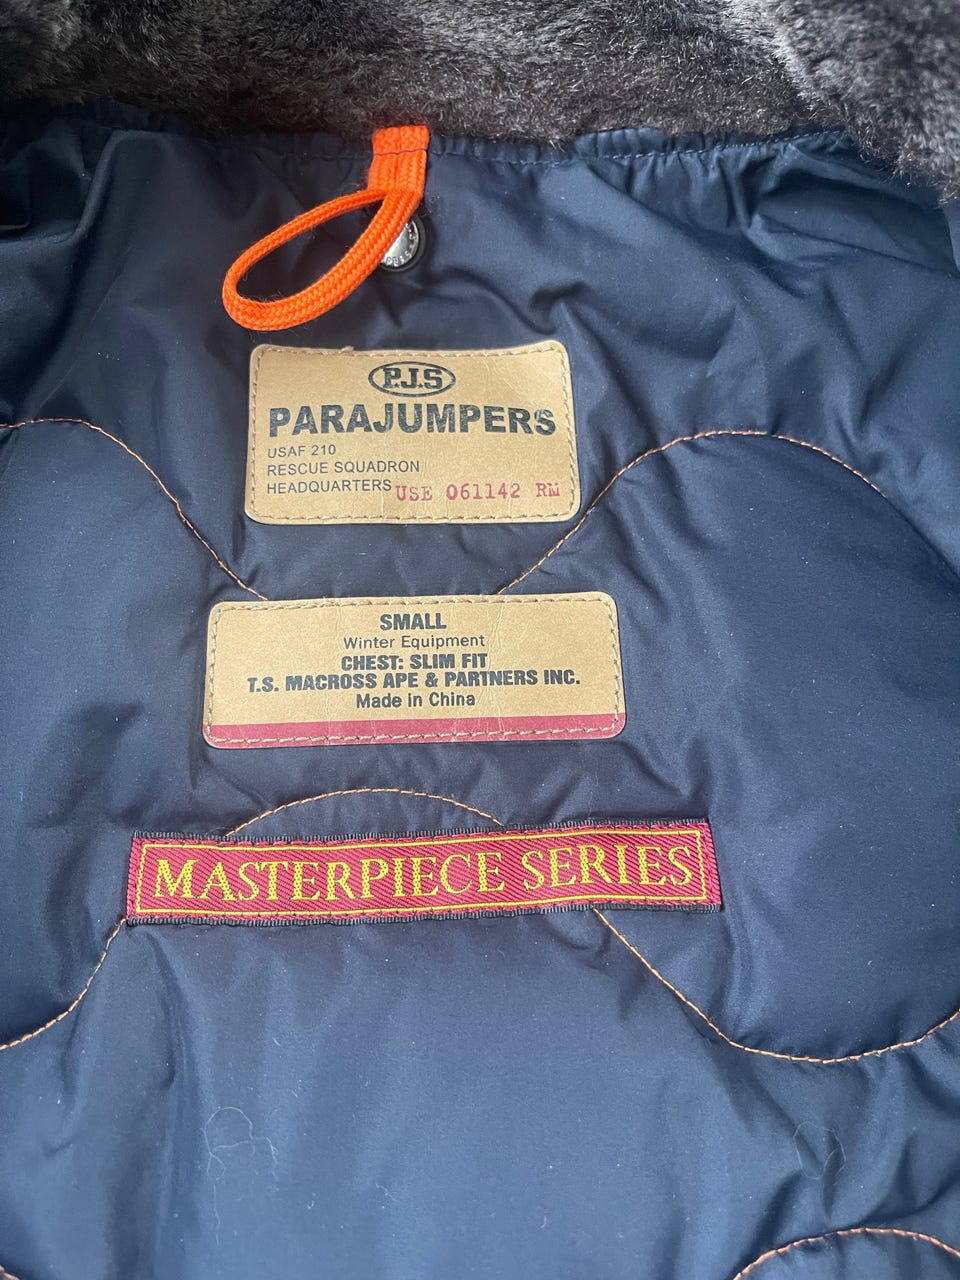 P.J.S
PARAJUMPERS
USAF 210
RESCUE SQUADRON
HEADQUARTERS USE 061142 RM
SMALL
Winter Equipment
CHEST: SLIM FIT
T.S. MACROSS APE & PARTNERS INC.
Made in China
MASTERPIECE SERIES